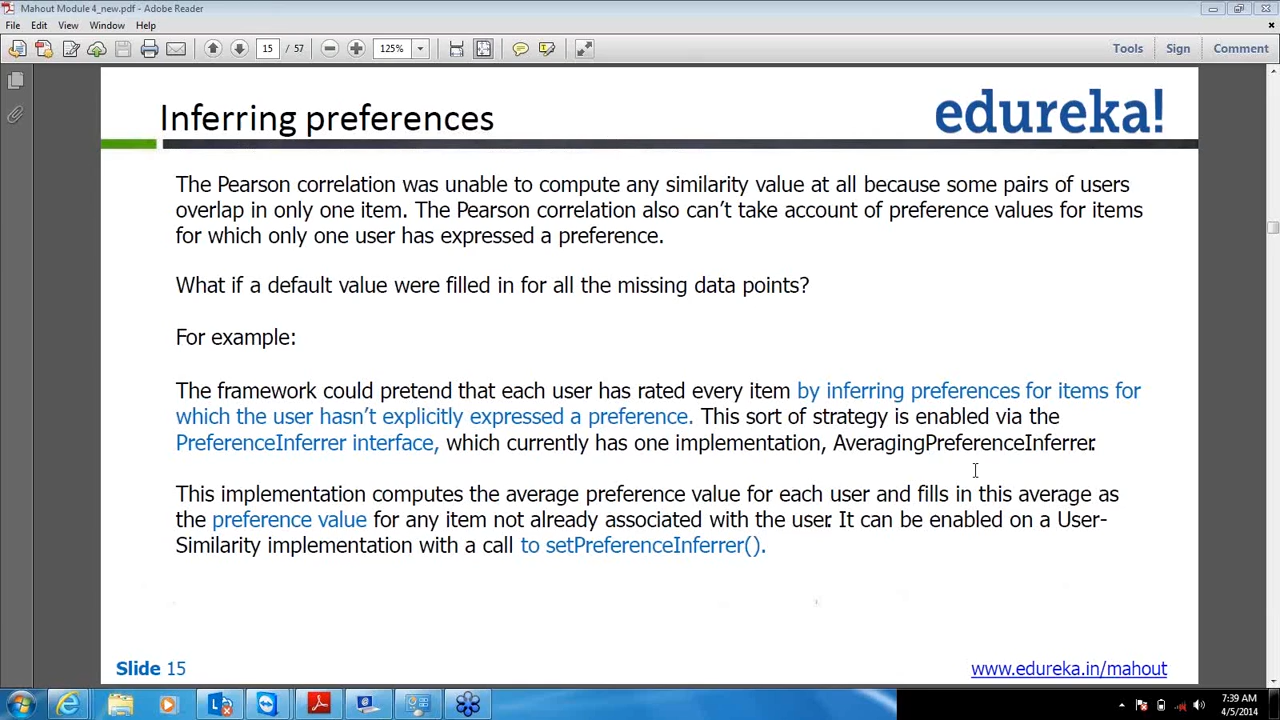 Mahout Module 4_new.pdf - Adobe Reader
File Edit View Window Help
15 / 57 125% Tools Sign Comment
Inferring preferences
edureka!
The Pearson correlation was unable to compute any similarity value at all because some pairs of users
overlap in only one item. The Pearson correlation also can't take account of preference values for items
for which only one user has expressed a preference.
What if a default value were filled in for all the missing data points?
For example:
The framework could pretend that each user has rated every item by inferring preferences for items for
which the user hasn't explicitly expressed a preference. This sort of strategy is enabled via the
PreferenceInferrer interface, which currently has one implementation, AveragingPreferenceInferrer.
This implementation computes the average preference value for each user and fills in this average as
the preference value for any item not already associated with the user. It can be enabled on a User-
Similarity implementation with a call to setPreferenceInferrer().
Slide 15
www.edureka.in/mahout
7:39 AM
4/5/2014